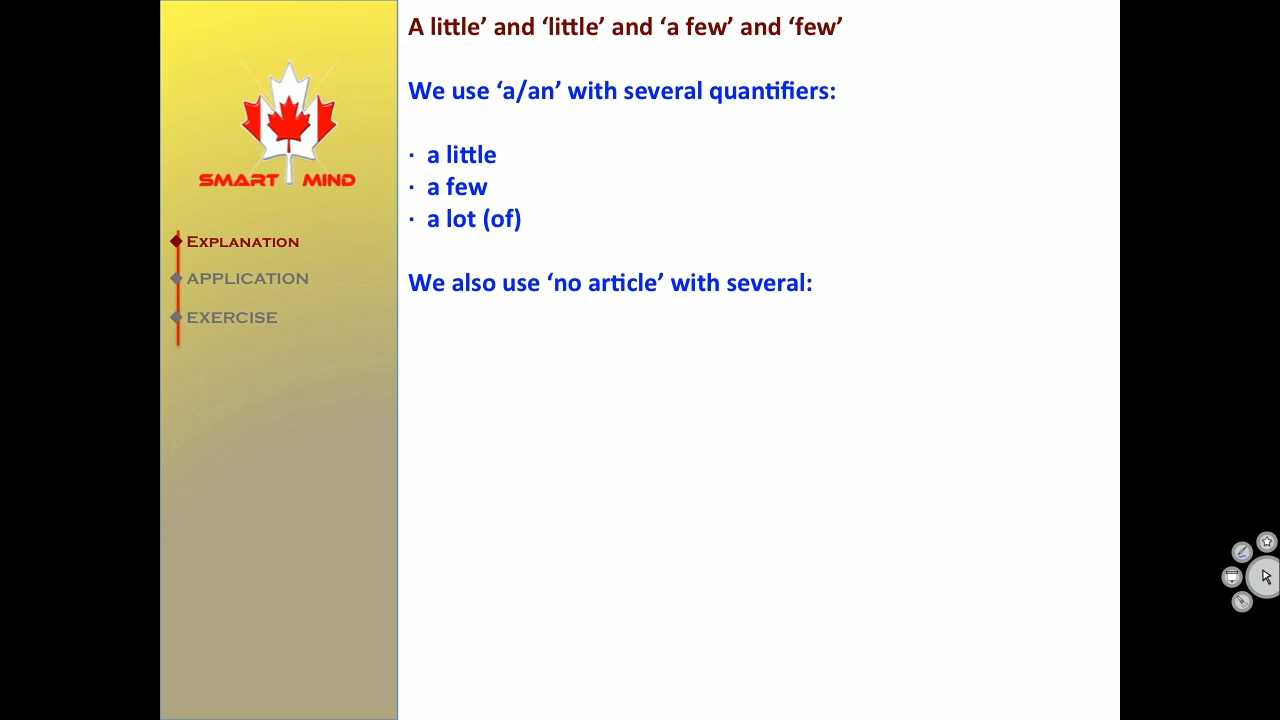 SMART MIND
EXPLANATION
APPLICATION
EXERCISE
A little’ and ‘little’ and ‘a few’ and ‘few’
We use ‘a/an’ with several quantifiers:
· a little
· a few
· a lot (of)
We also use ‘no article’ with several: